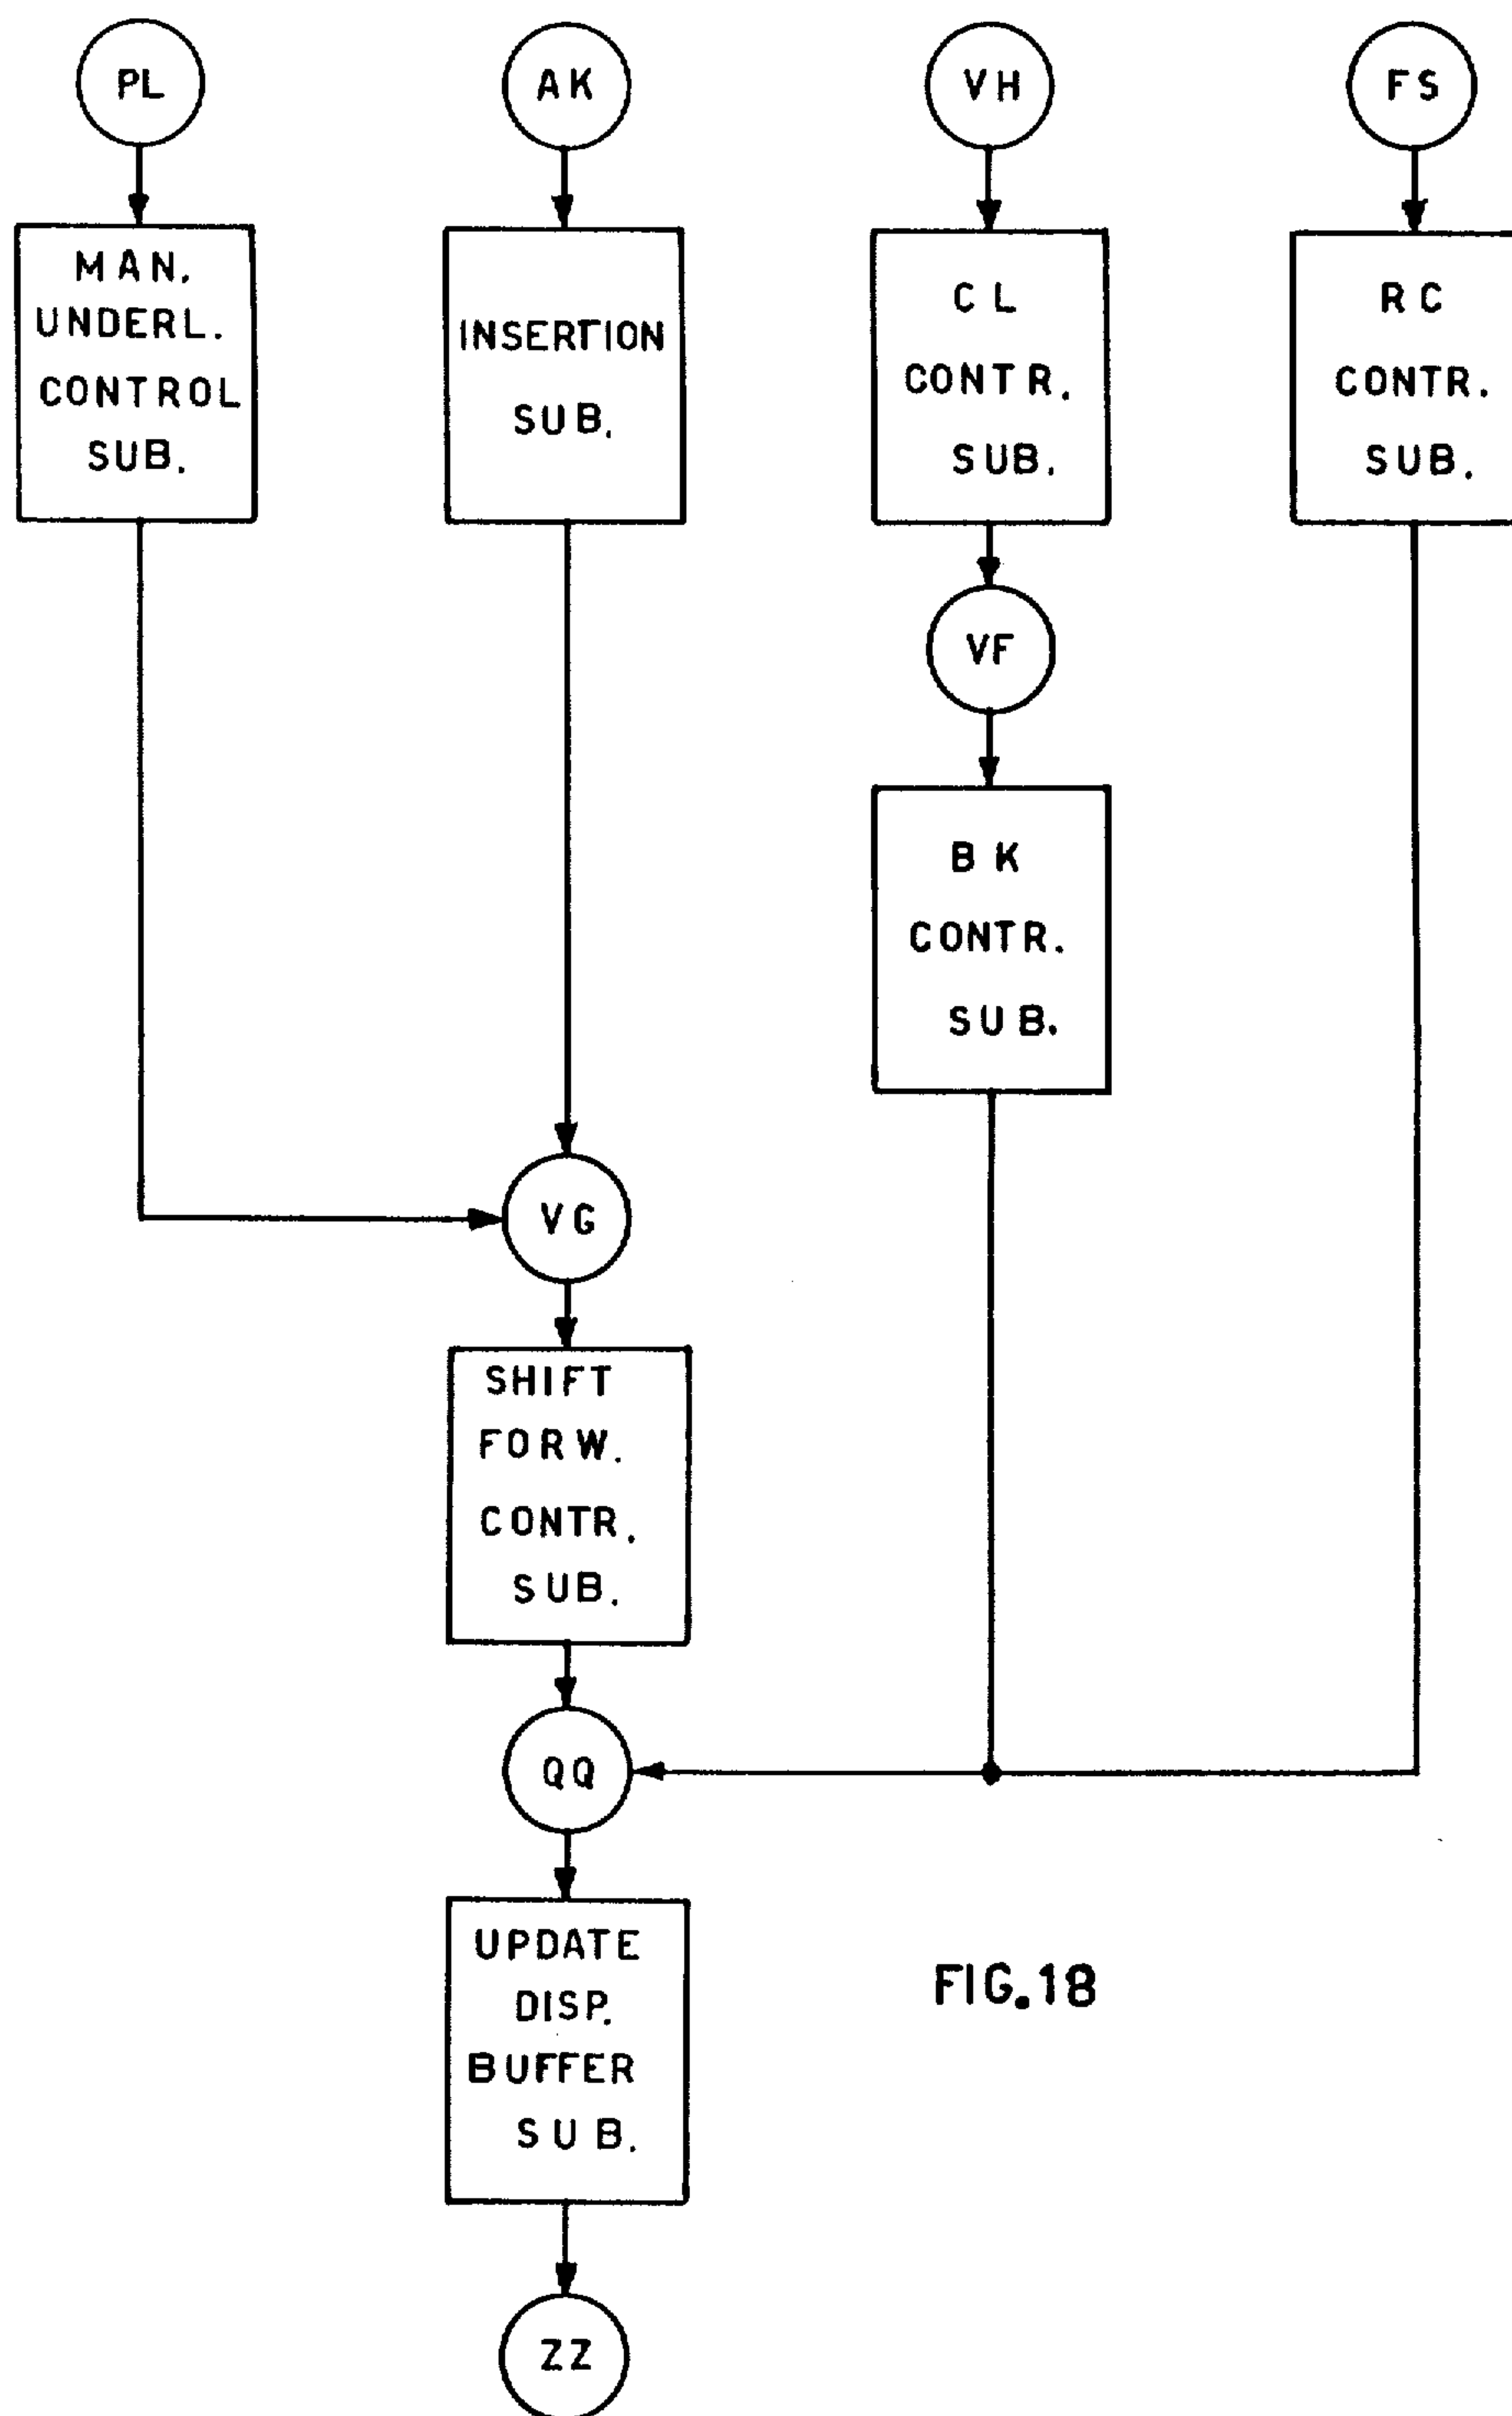 PL
AK
VH
FS
MAN.
UNDERL.
CONTROL
SUB.
INSERTION
SUB.
CL
CONTR.
SUB.
RC
CONTR.
SUB.
VF
BK
CONTR.
SUB.
VG
SHIFT
FORW.
CONTR.
SUB.
QQ
UPDATE
DISP.
BUFFER
SUB.
ZZ
FIG.18